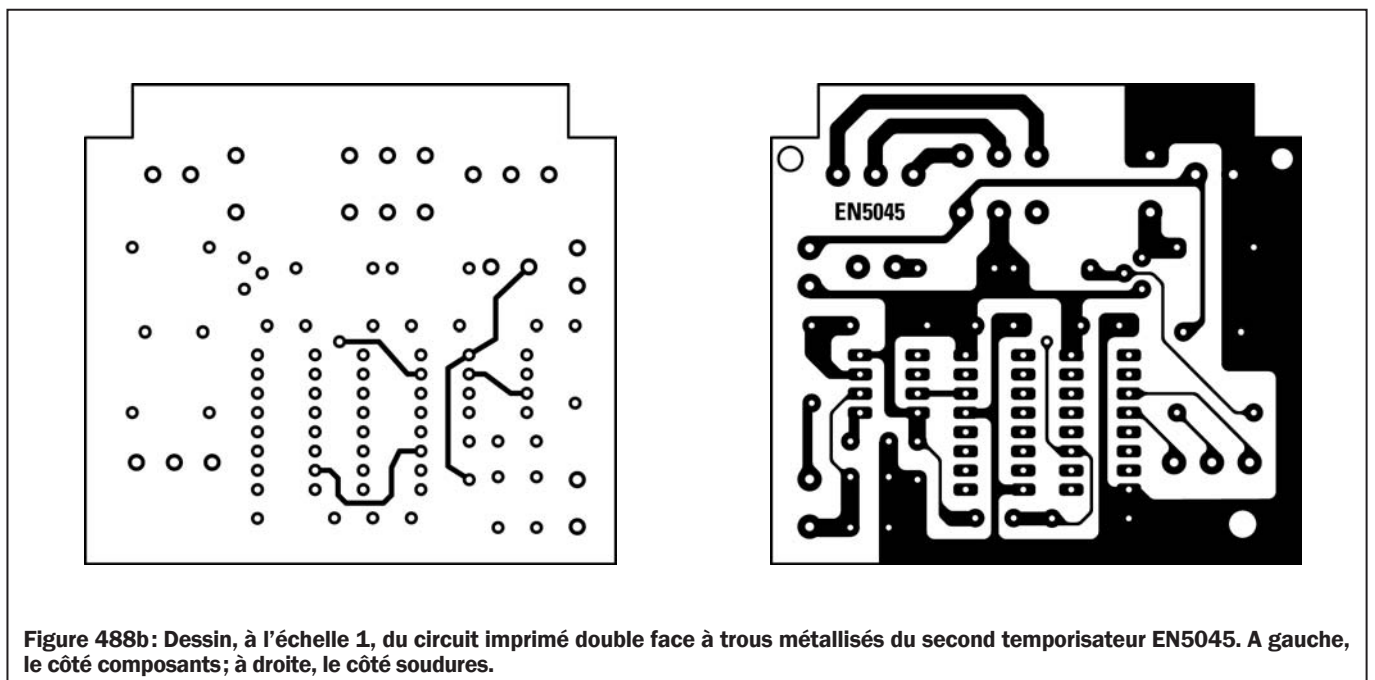 EN5045
Figure 488b: Dessin, à l’échelle 1, du circuit imprimé double face à trous métallisés du second temporisateur EN5045. A gauche,
le côté composants; à droite, le côté soudures.